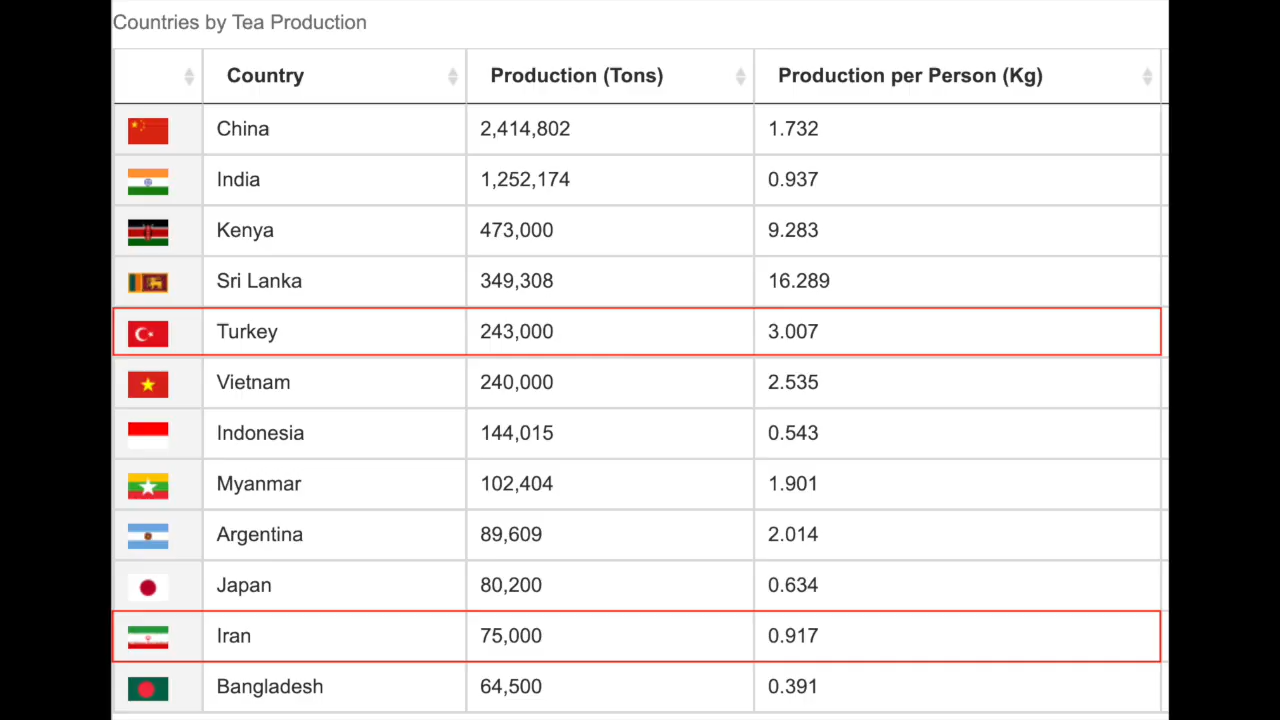 Countries by Tea Production
Country Production (Tons) Production per Person (Kg)
China 2,414,802 1.732
India 1,252,174 0.937
Kenya 473,000 9.283
Sri Lanka 349,308 16.289
Turkey 243,000 3.007
Vietnam 240,000 2.535
Indonesia 144,015 0.543
Myanmar 102,404 1.901
Argentina 89,609 2.014
Japan 80,200 0.634
Iran 75,000 0.917
Bangladesh 64,500 0.391